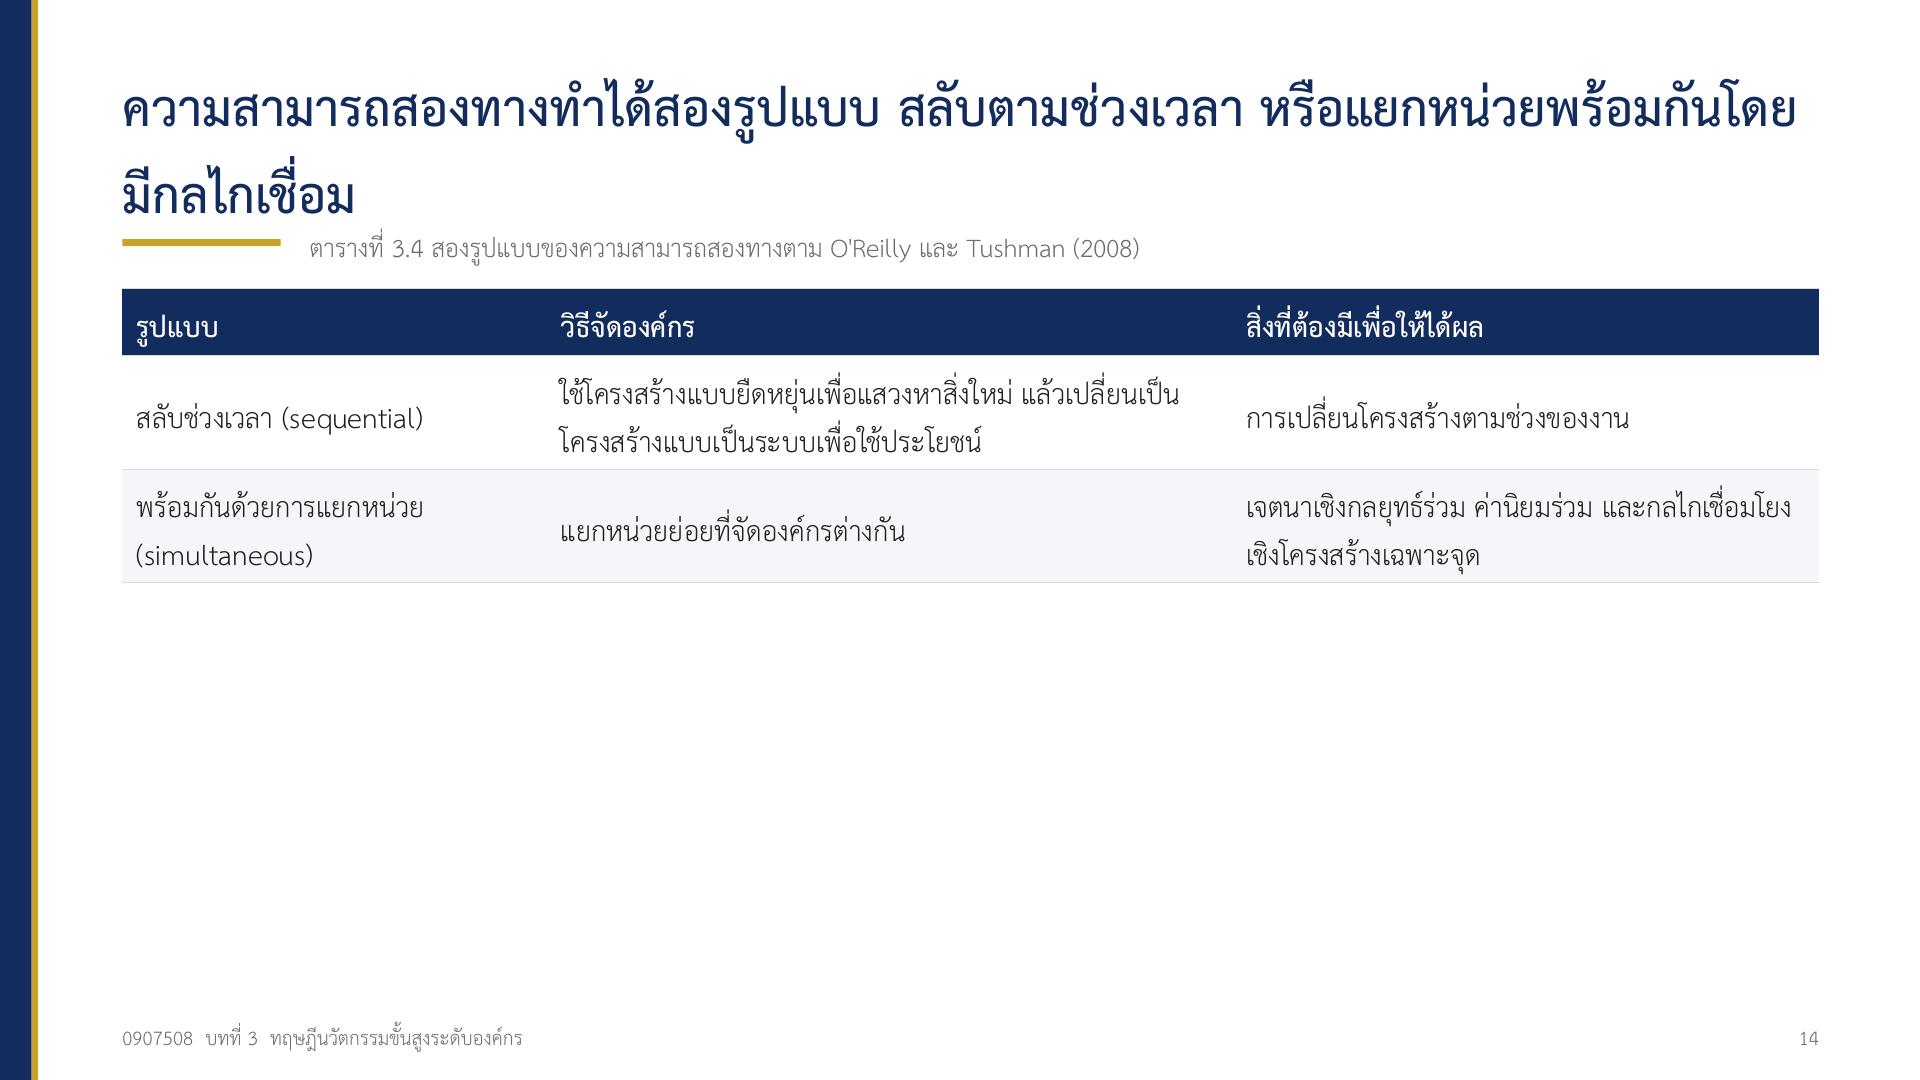 ความสามารถสองทางทำได้สองรูปแบบ สลับตามช่วงเวลา หรือแยกหน่วยพร้อมกันโดย
มีกลไกเชื่อม
ตารางที่ 3.4 สองรูปแบบของความสามารถสองทางตาม O'Reilly และ Tushman (2008)
รูปแบบ วิธีจัดองค์กร สิ่งที่ต้องมีเพื่อให้ได้ผล
สลับช่วงเวลา (sequential)
ใช้โครงสร้างแบบยืดหยุ่นเพื่อแสวงหาสิ่งใหม่ แล้วเปลี่ยนเป็น
โครงสร้างแบบเป็นระบบเพื่อใช้ประโยชน์
การเปลี่ยนโครงสร้างตามช่วงของงาน
พร้อมกันด้วยการแยกหน่วย
(simultaneous)
แยกหน่วยย่อยที่จัดองค์กรต่างกัน
เจตนาเชิงกลยุทธ์ร่วม ค่านิยมร่วม และกลไกเชื่อมโยง
เชิงโครงสร้างเฉพาะจุด
0907508 บทที่ 3 ทฤษฎีนวัตกรรมขั้นสูงระดับองค์กร
14